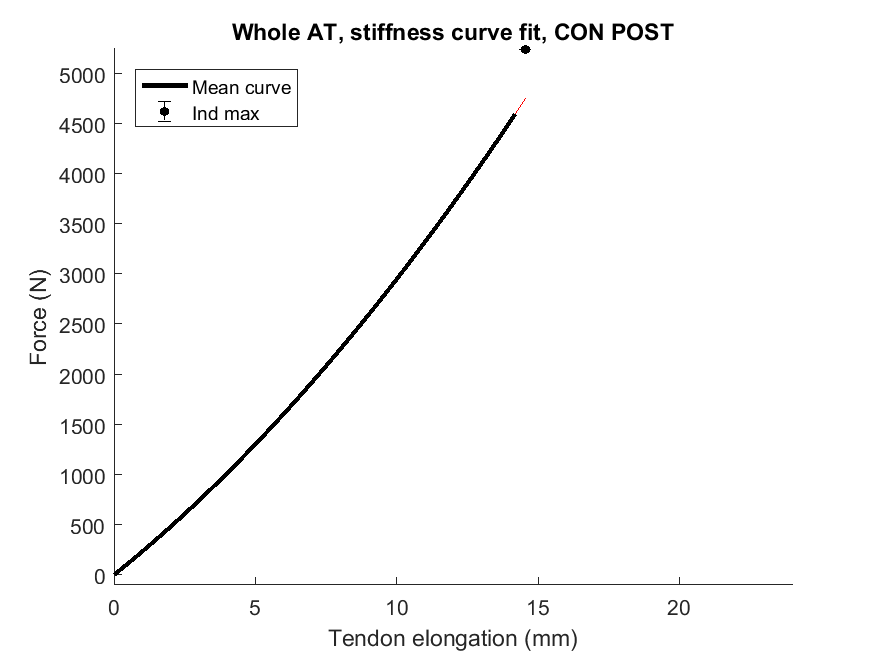 Whole AT, stiffness curve fit, CON POST
Mean curve
Ind max
5000
4500
4000
3500
3000
2500
2000
1500
1000
500
0
Force (N)
0 5 10 15 20
Tendon elongation (mm)